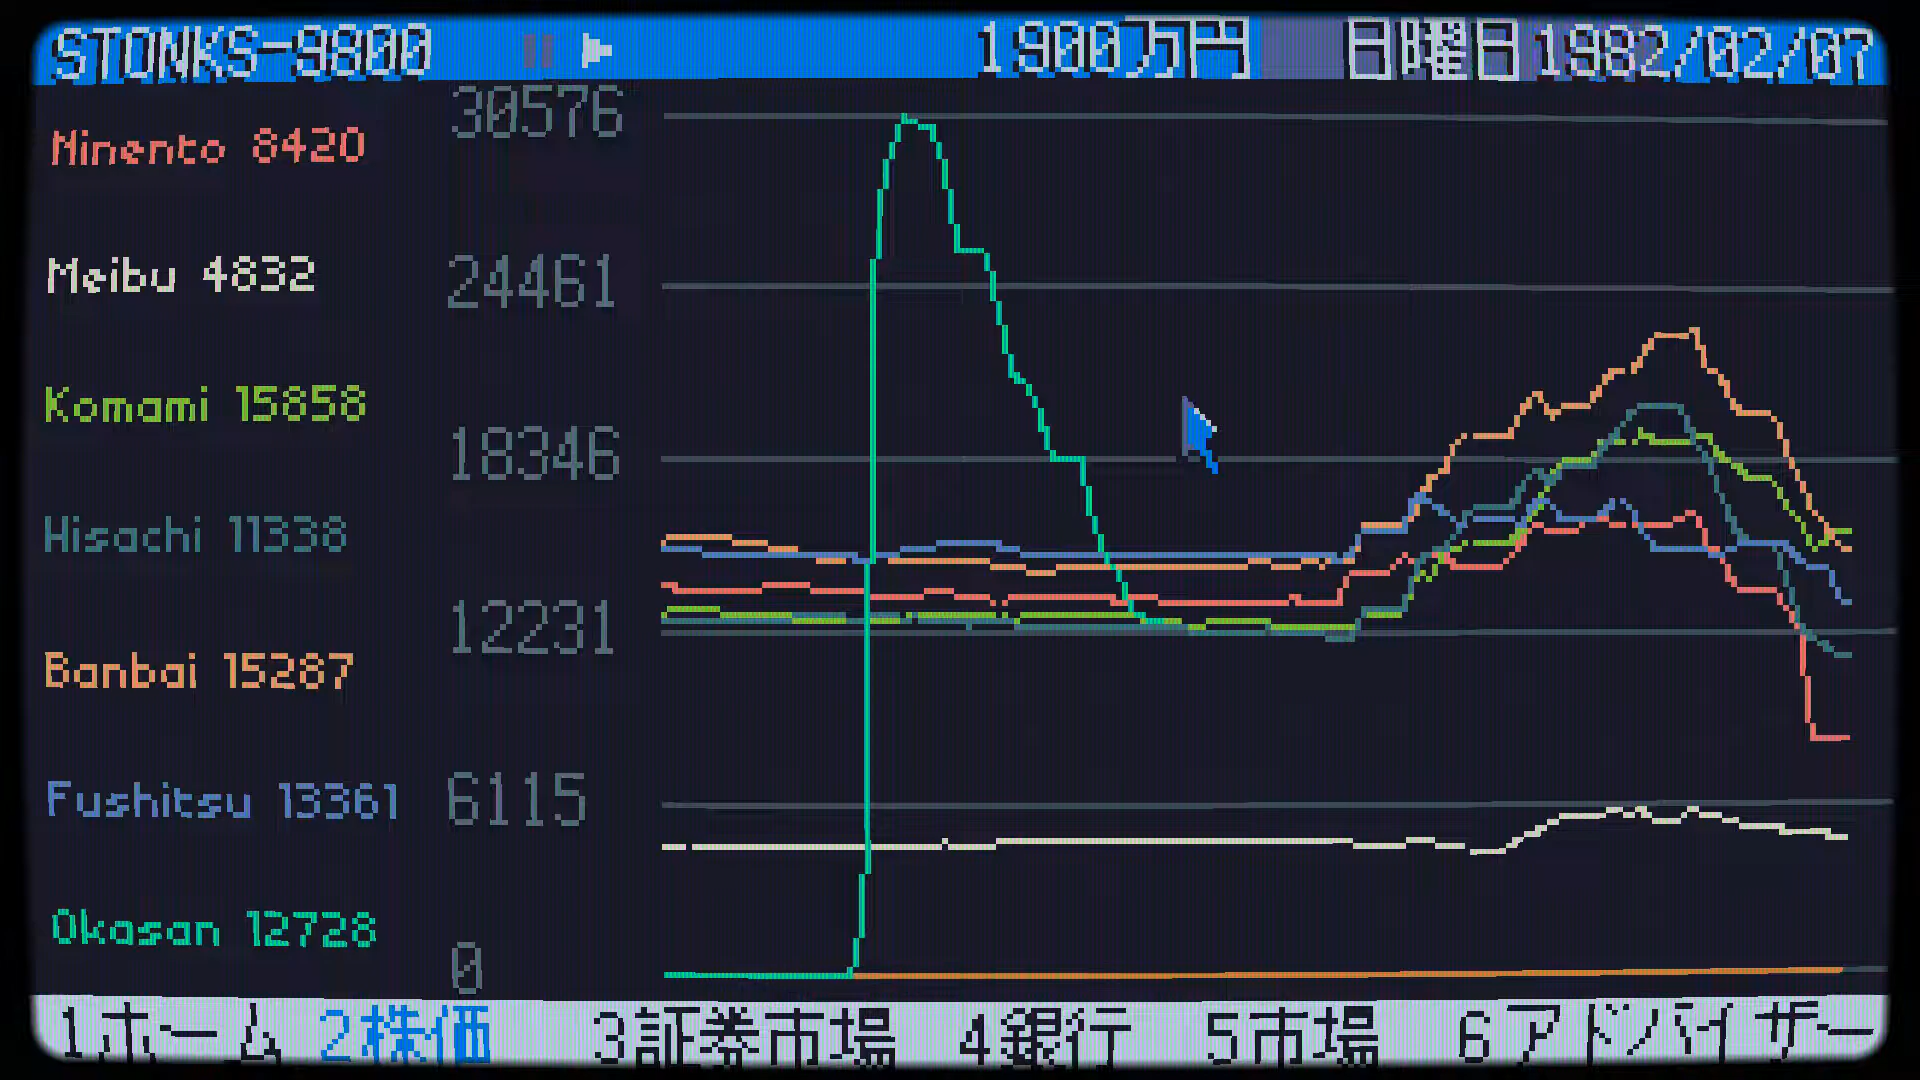 STONKS-9800 1900万円 日曜日 1982/02/07
30576
Ninento 8420
Meibu 4832
24461
Komami 15858
18346
Hisachi 11338
12231
Banbai 15287
Fushitsu 13361
6115
Okasan 12728
0
1ホーム 2株価 3証券市場 4銀行 5市場 6アドバイザー